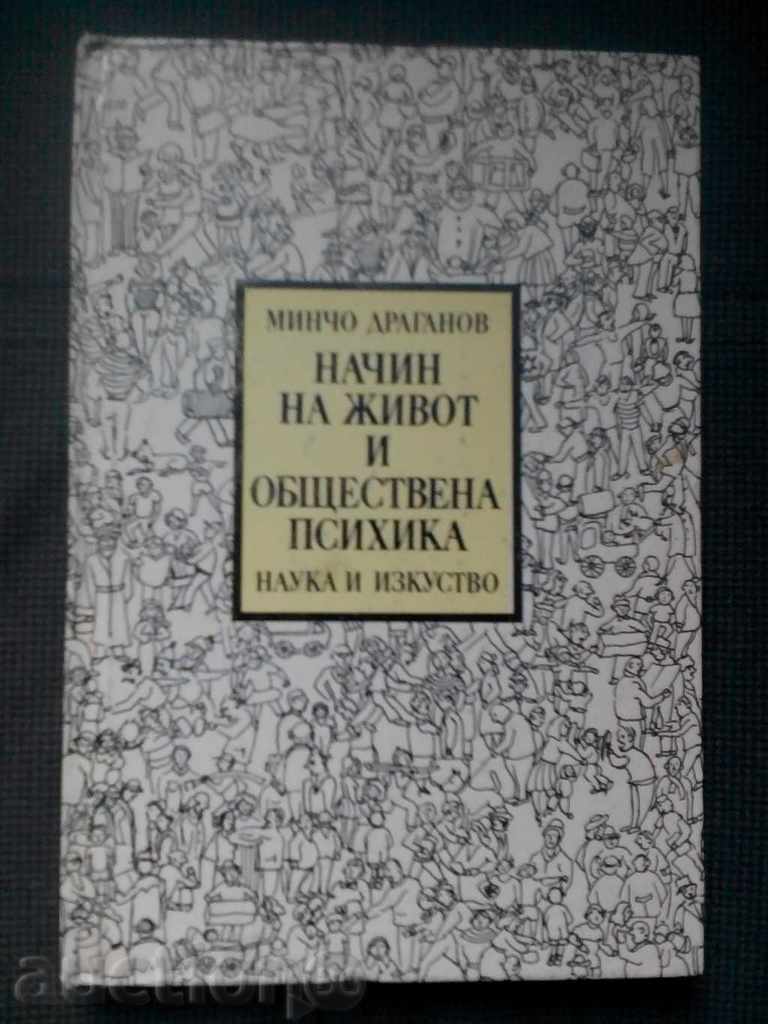 МИНЧО ДРАГАНОВ
НАЧИН
НА ЖИВОТ
И
ОБЩЕСТВЕНА
ПСИХИКА
НАУКА И ИЗКУСТВО